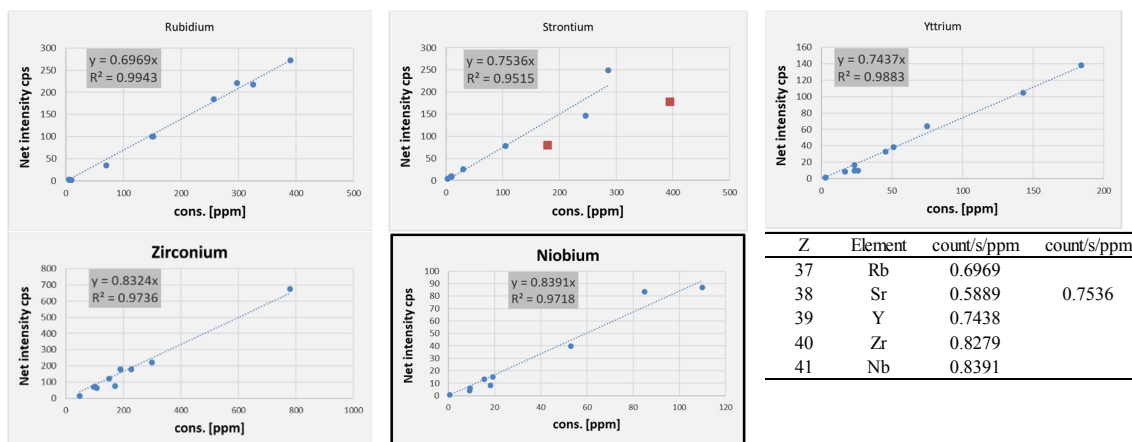 Rubidium
y = 0.6969x
R² = 0.9943
Net intensity cps
300
250
200
150
100
50
0
0 100 200 300 400 500
cons. [ppm]
Strontium
y = 0.7536x
R² = 0.9515
Net intensity cps
300
250
200
150
100
50
0
0 100 200 300 400 500
cons. [ppm]
Yttrium
y = 0.7437x
R² = 0.9883
Net intensity cps
160
140
120
100
80
60
40
20
0
0 50 100 150 200
cons. [ppm]
Zirconium
y = 0.8324x
R² = 0.9736
Net intensity cps
800
700
600
500
400
300
200
100
0
0 200 400 600 800 1000
cons. [ppm]
Niobium
y = 0.8391x
R² = 0.9718
Net intensity cps
100
90
80
70
60
50
40
30
20
10
0
0 20 40 60 80 100 120
cons. [ppm]
Z Element count/s/ppm count/s/ppm
37 Rb 0.6969
38 Sr 0.5889 0.7536
39 Y 0.7438
40 Zr 0.8279
41 Nb 0.8391